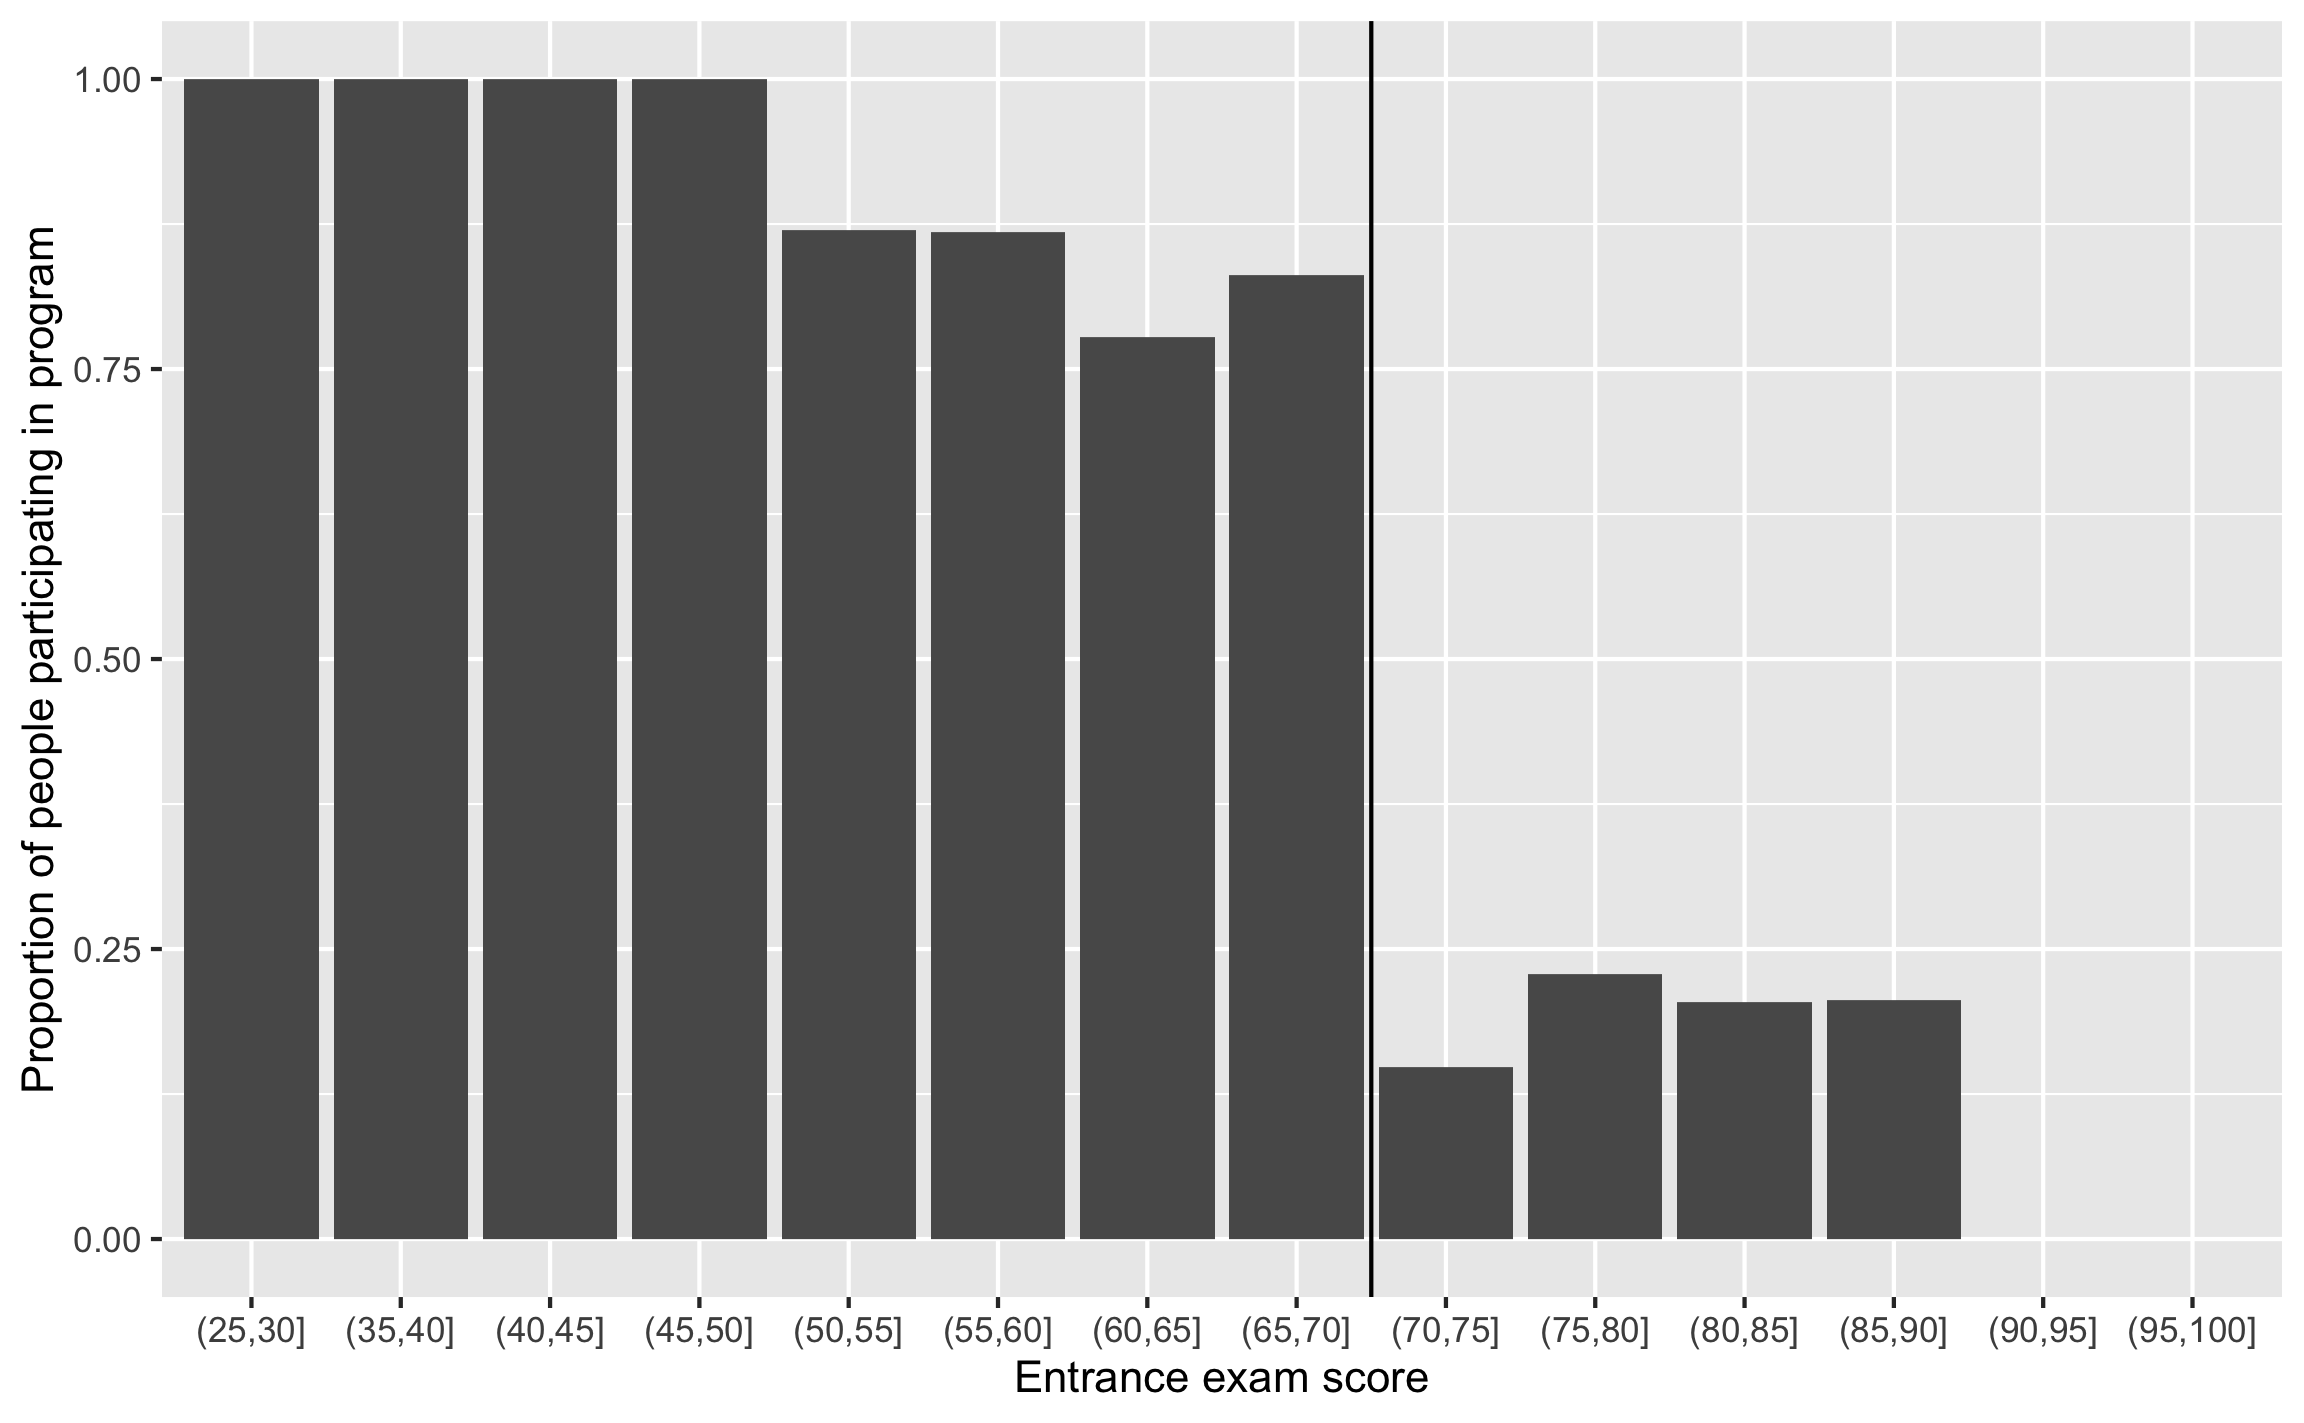 Proportion of people participating in program
1.00
0.75
0.50
0.25
0.00
(25,30] (35,40] (40,45] (45,50] (50,55] (55,60] (60,65] (65,70] (70,75] (75,80] (80,85] (85,90] (90,95] (95,100]
Entrance exam score